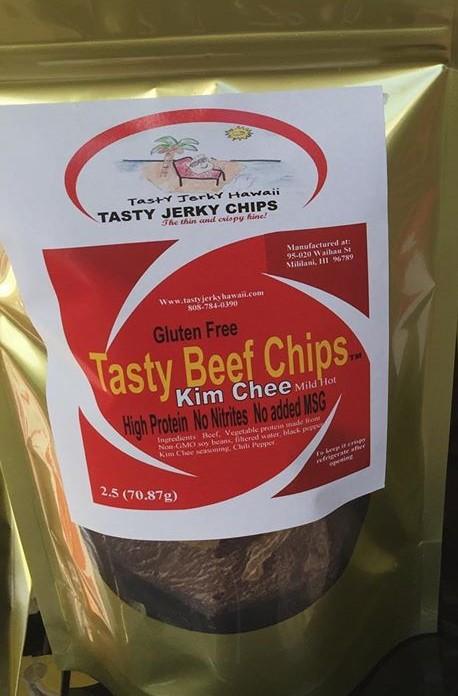 Tasty Jerky Hawaii
TASTY JERKY CHIPS
The thin and crispy kine!
Manufactured at:
95-020 Waihau St
Mililani, HI 96789
Www.tastyjerkyhawaii.com
808-784-0390
Gluten Free
Tasty Beef Chips™
Kim Chee Mild Hot
High Protein No Nitrites No added MSG
Ingredients Beef, Vegetable protein made from
Non-GMO soy beans, filtered water, black pepper
Kim Chee seasoning, Chili Pepper.
To keep it crispy
refrigerate after
opening
2.5 (70.87g)